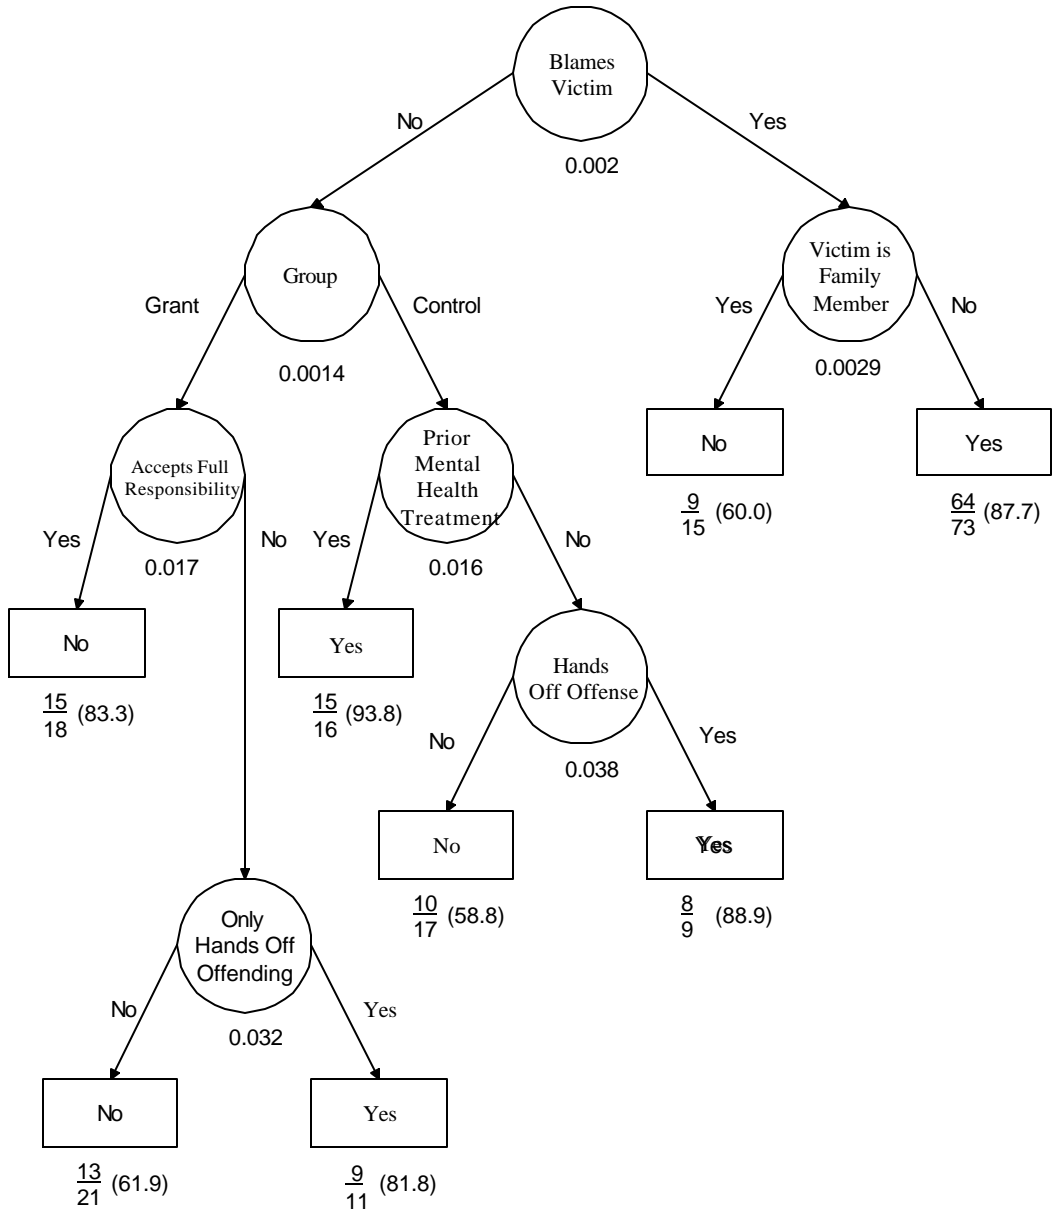 Blames
Victim
No
Yes
0.002
Group
Victim is
Family
Member
Grant
Control
Yes
No
0.0014
0.0029
Accepts Full
Responsibility
Prior
Mental
Health
Treatment
No
Yes
9
15 (60.0)
64
73 (87.7)
Yes
No
0.017
Yes
0.016
No
No
15
18 (83.3)
Yes
15
16 (93.8)
Hands
Off Offense
No
Yes
0.038
No
10
17 (58.8)
Yes
8
9 (88.9)
Only
Hands Off
Offending
No
Yes
0.032
No
13
21 (61.9)
Yes
9
11 (81.8)